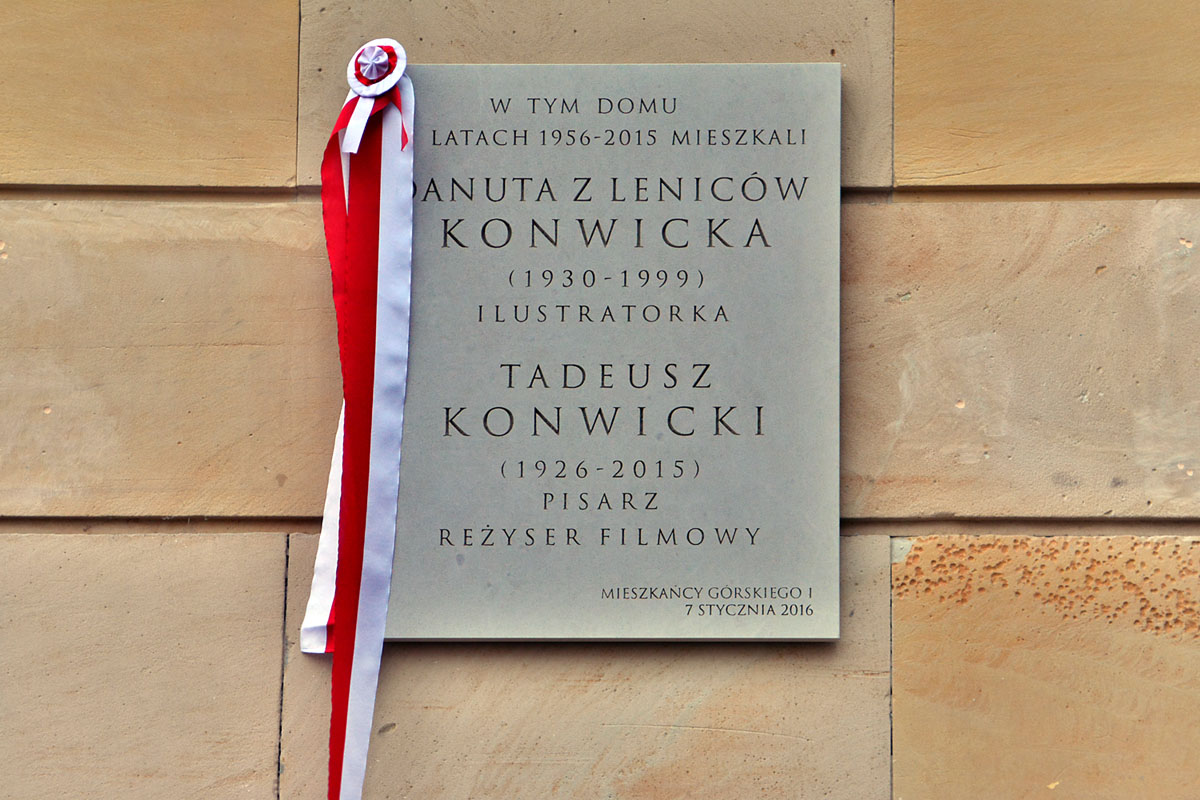 W TYM DOMU
LATACH 1956-2015 MIESZKALI
DANUTA Z LENICÓW
KONWICKA
(1930-1999)
ILUSTRATORKA
TADEUSZ
KONWICKI
(1926-2015)
PISARZ
REŻYSER FILMOWY
MIESZKAŃCY GÓRSKIEGO 1
7 STYCZNIA 2016